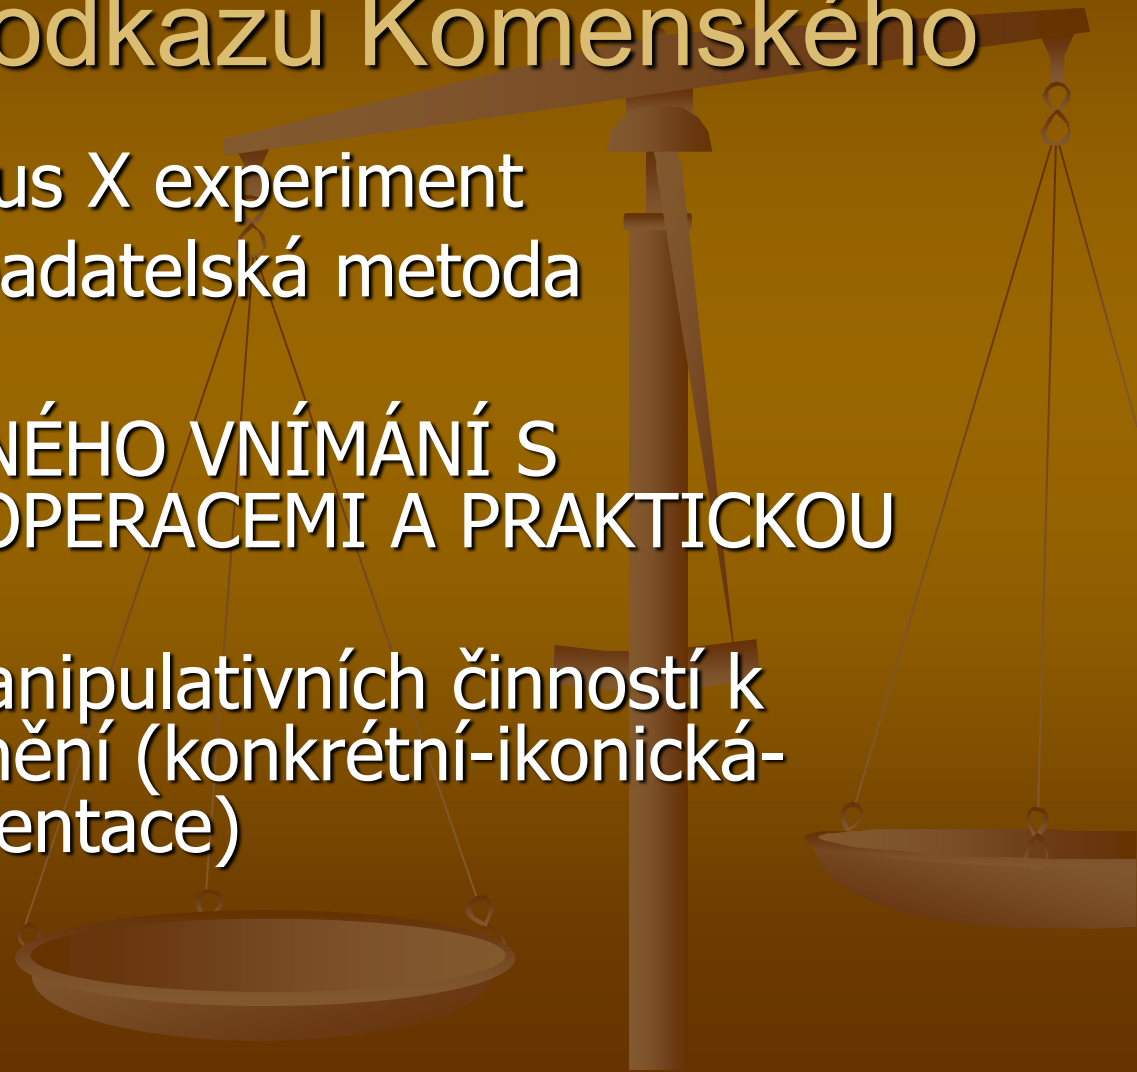 odkazu Komenského
us X experiment
adatelská metoda
NÉHO VNÍMÁNÍ S
OPERACEMI A PRAKTICKOU
anipulativních činností k
nění (konkrétní-ikonická-
entace)